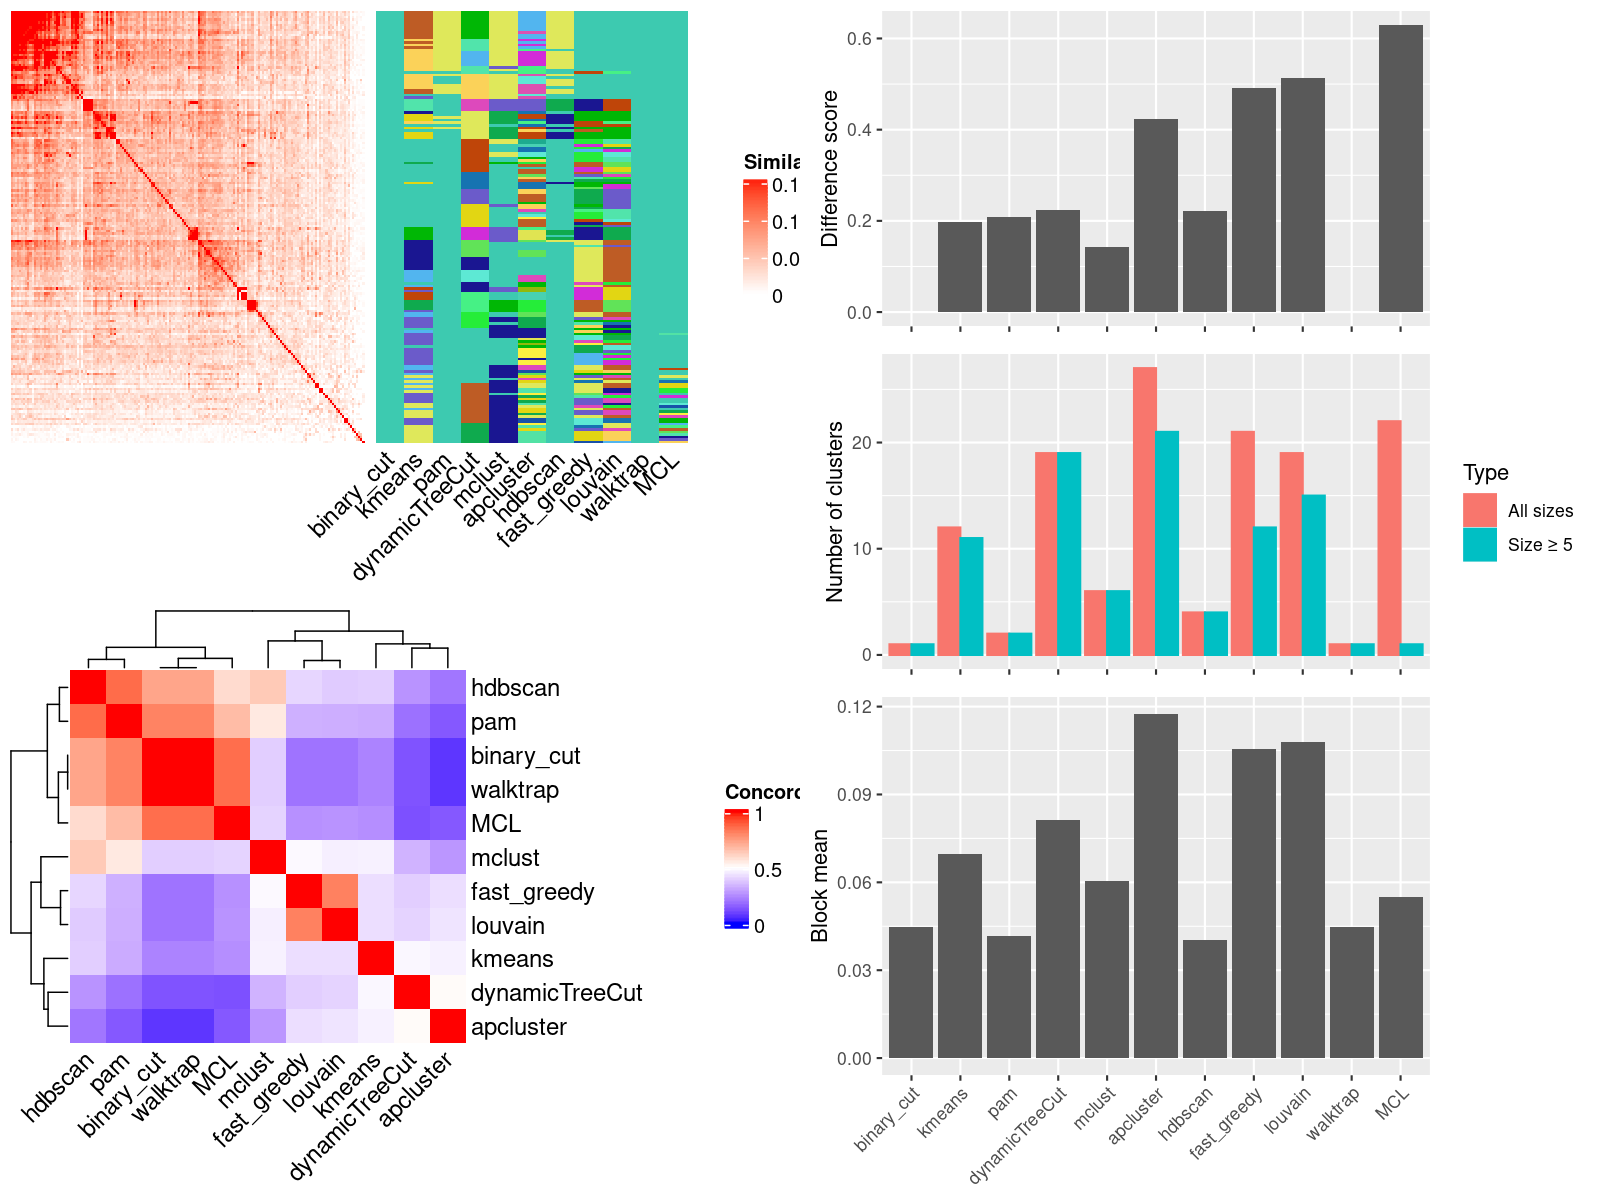 Simila
0.1
0.1
0.0
0
binary_cut
kmeans
pam
dynamicTreeCut
mclust
apcluster
hdbscan
fast_greedy
louvain
walktrap
MCL
hdbscan
pam
binary_cut
walktrap
MCL
mclust
fast_greedy
louvain
kmeans
dynamicTreeCut
apcluster
hdbscan
pam
binary_cut
walktrap
MCL
mclust
fast_greedy
louvain
kmeans
dynamicTreeCut
apcluster
Concord
1
0.5
0
Difference score
0.6
0.4
0.2
0.0
Number of clusters
20
10
0
Type
All sizes
Size ≥ 5
Block mean
0.12
0.09
0.06
0.03
0.00
binary_cut
kmeans
pam
dynamicTreeCut
mclust
apcluster
hdbscan
fast_greedy
louvain
walktrap
MCL